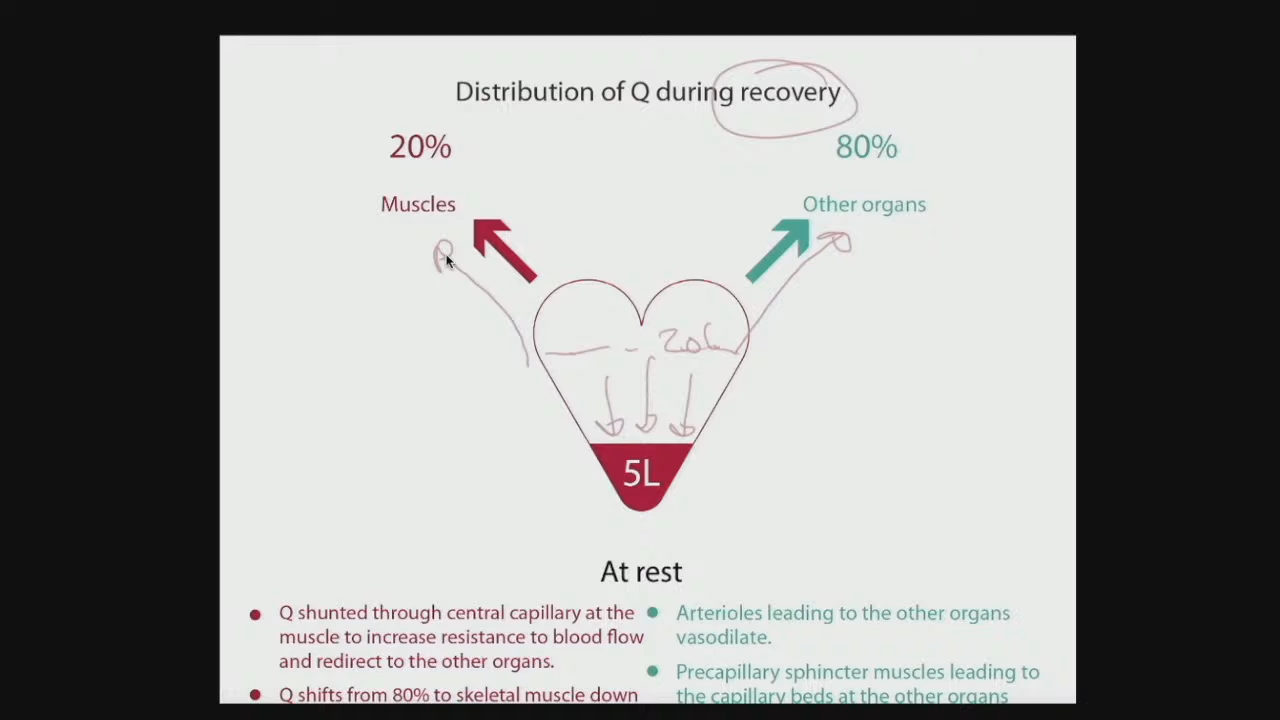 Distribution of Q during recovery
20%
80%
Muscles
Other organs
20L
5L
At rest
Q shunted through central capillary at the
muscle to increase resistance to blood flow
and redirect to the other organs.
Q shifts from 80% to skeletal muscle down
Arterioles leading to the other organs
vasodilate.
Precapillary sphincter muscles leading to
the capillary beds at the other organs